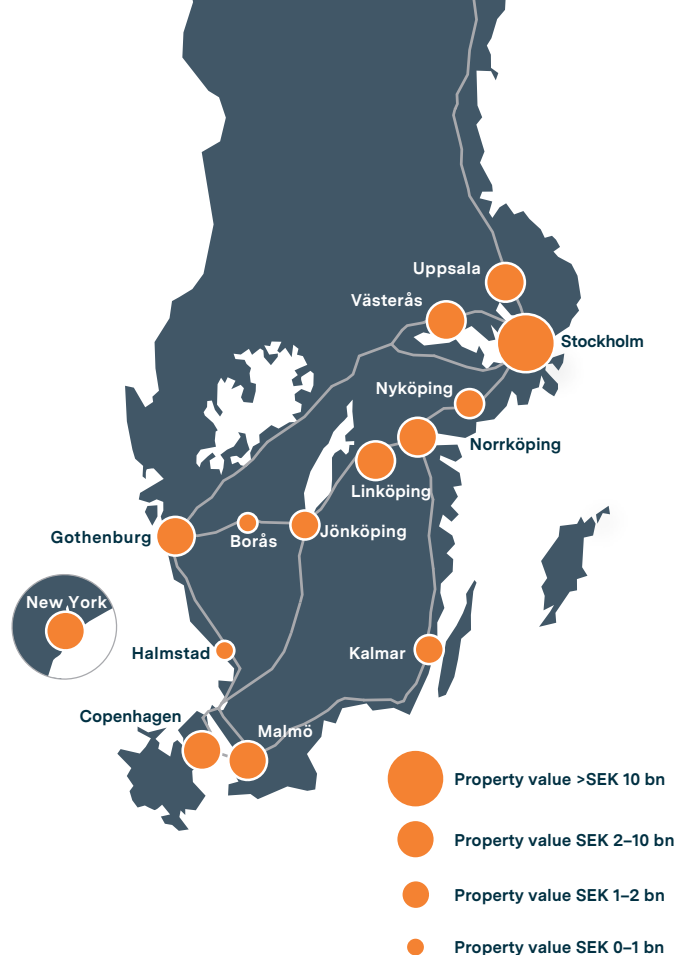 Uppsala
Västerås
Stockholm
Nyköping
Norrköping
Linköping
Gothenburg
Borås
Jönköping
New York
Halmstad
Kalmar
Copenhagen
Malmö
Property value >SEK 10 bn
Property value SEK 2–10 bn
Property value SEK 1–2 bn
Property value SEK 0–1 bn